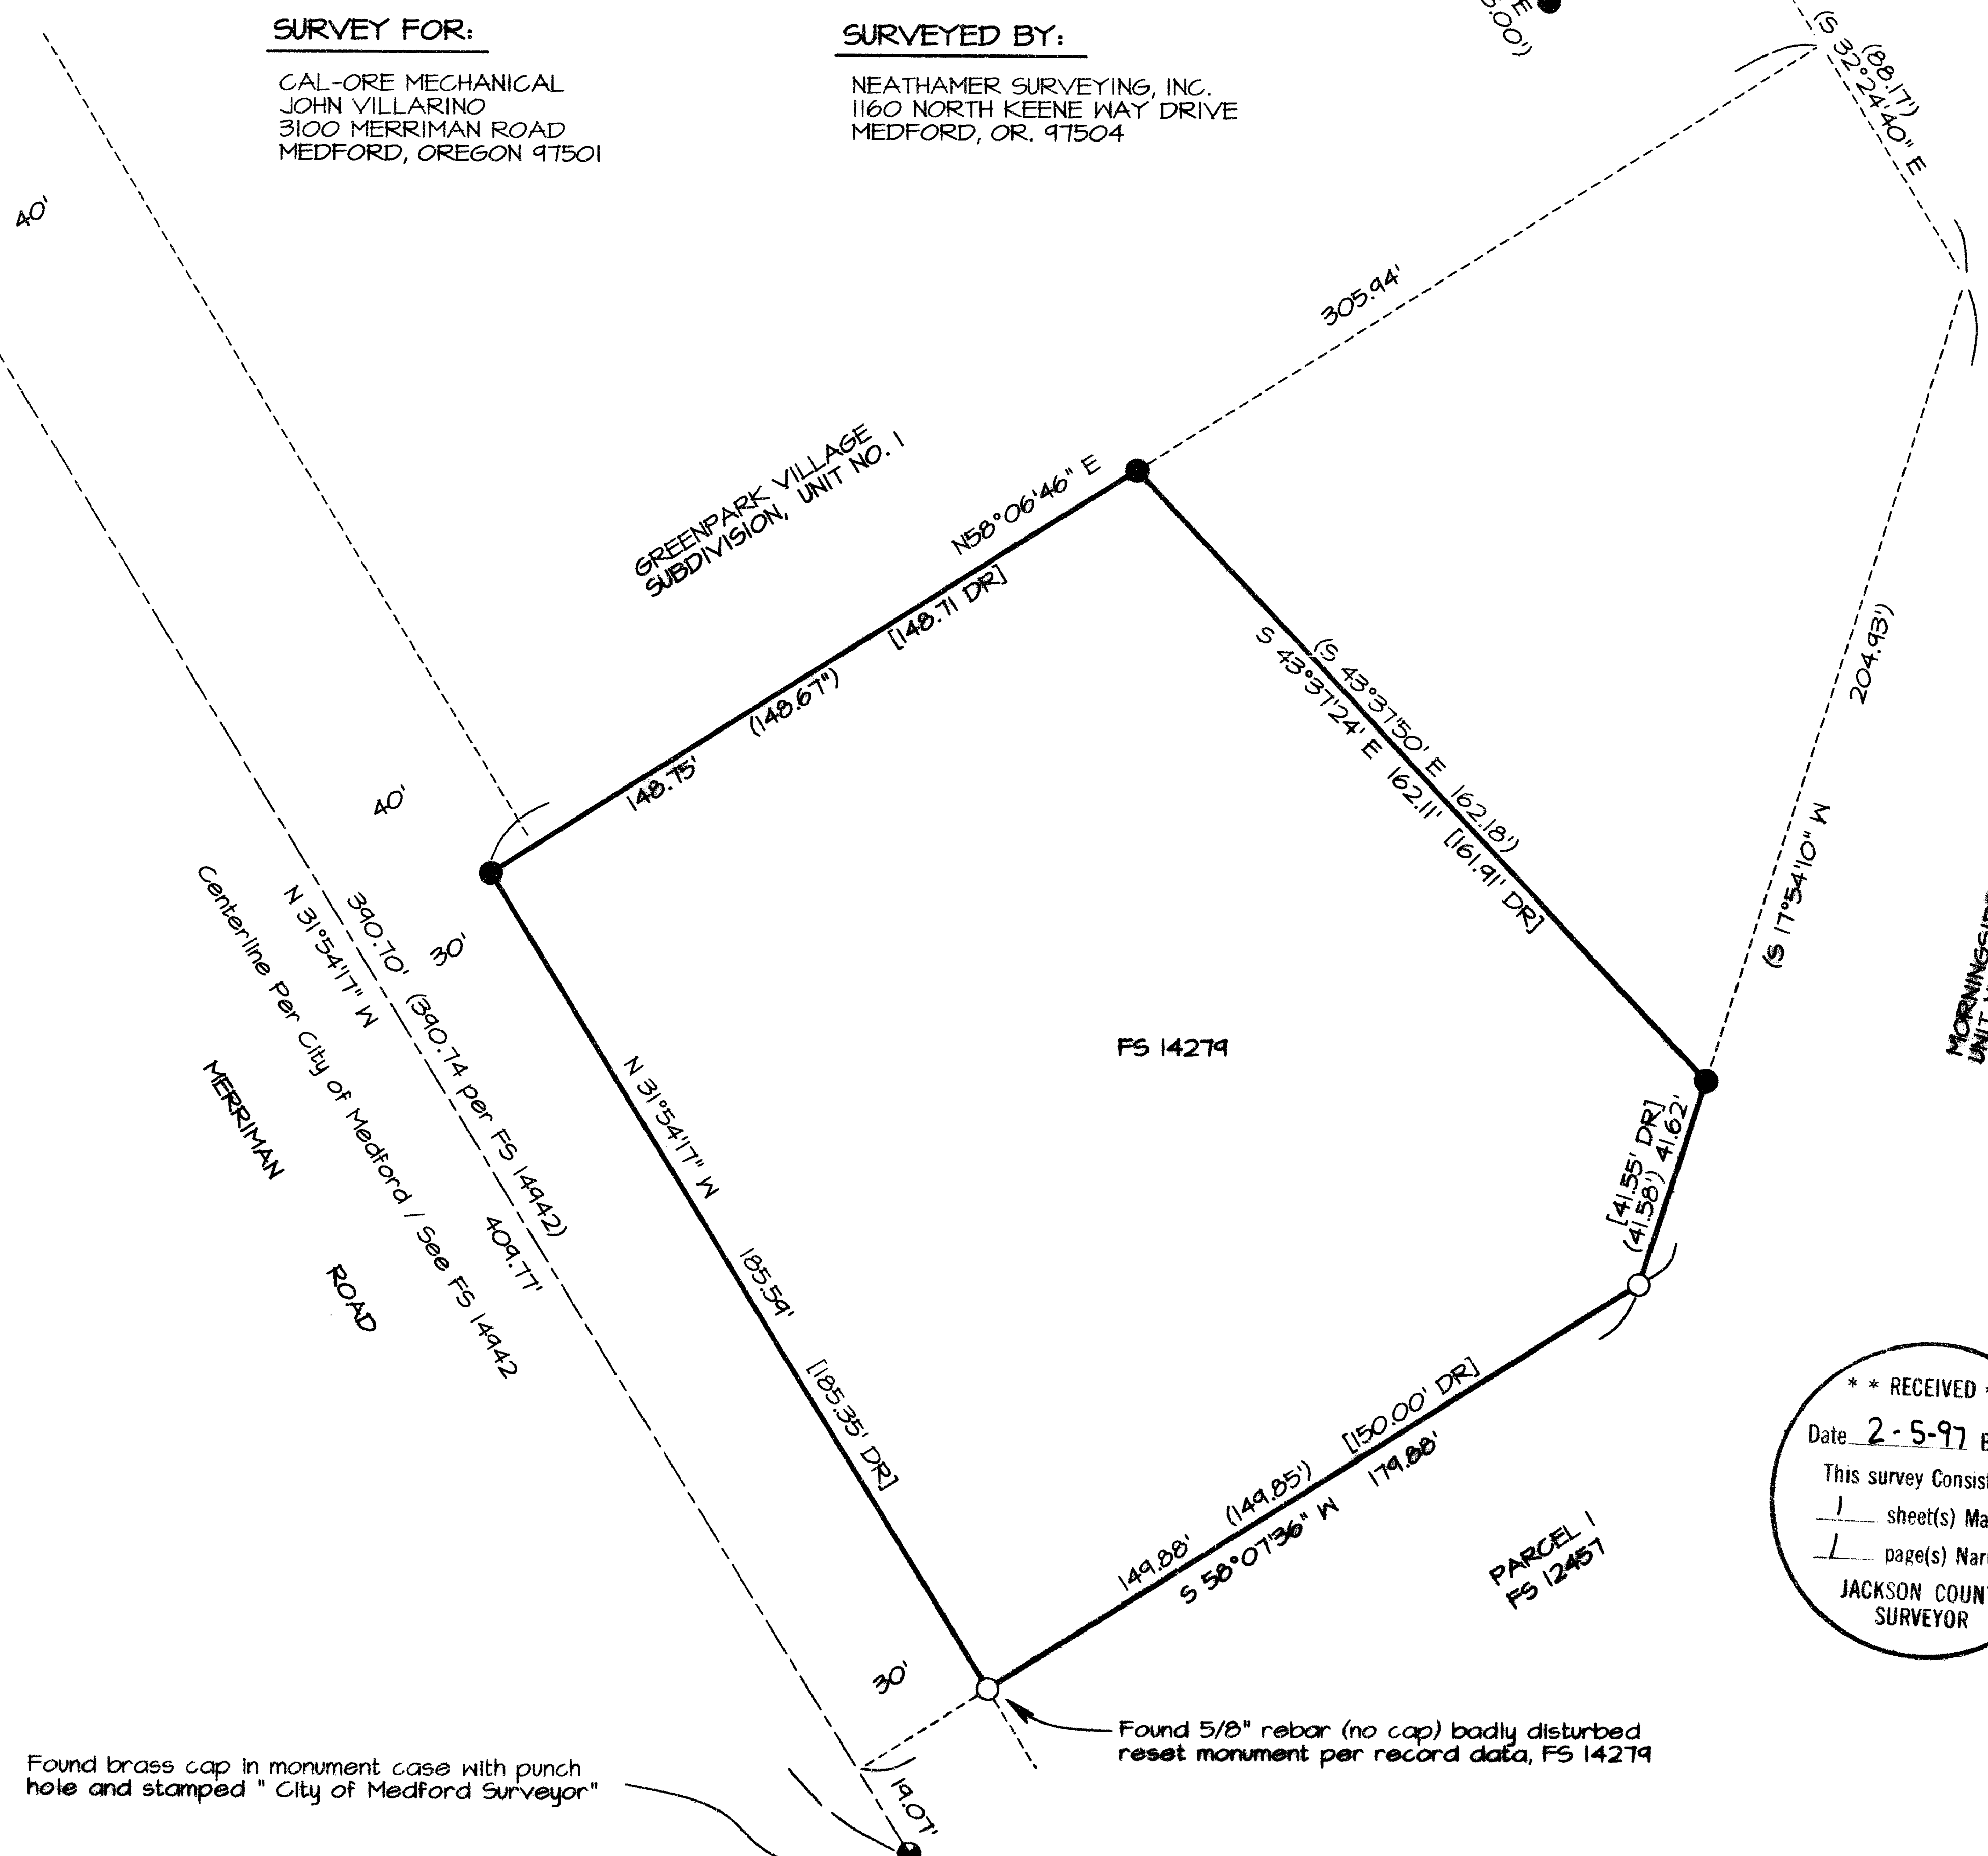 SURVEY FOR:
CAL-ORE MECHANICAL
JOHN VILLARINO
3100 MERRIMAN ROAD
MEDFORD, OREGON 97501
SURVEYED BY:
NEATHAMER SURVEYING, INC.
1160 NORTH KEENE WAY DRIVE
MEDFORD, OR. 97504
E
5.00')
(88.17')
(S 32°24'40" E
40'
305.94'
GREENPARK VILLAGE
SUBDIVISION, UNIT NO. 1
N58°06'46" E
[148.71 DR]
(148.67")
148.75'
(S 43°37'50' E 162.18')
S 43°37'24' E 162.11' [161.91' DR]
204.93')
(S 17°54'10" W
MORNINGSIDE
UNIT
40'
30'
390.70' (390.74 per FS 14942)
N 31°54'17" W
Centerline Per City of Medford / See FS 14942
409.77'
MERRIMAN
ROAD
N 31°54'17" W
185.59'
[185.35' DR]
FS 14279
[41.55' DR]
(41.58') 41.62'
[150.00' DR]
179.88'
(149.85')
149.88'
S 58°07'36" W
PARCEL 1
FS 12457
* * RECEIVED *
Date 2-5-97 B
This survey Consis
1 sheet(s) Ma
1 page(s) Nar
JACKSON COUN
SURVEYOR
30'
Found 5/8" rebar (no cap) badly disturbed
reset monument per record data, FS 14279
Found brass cap in monument case with punch
hole and stamped " City of Medford Surveyor"
19.07'